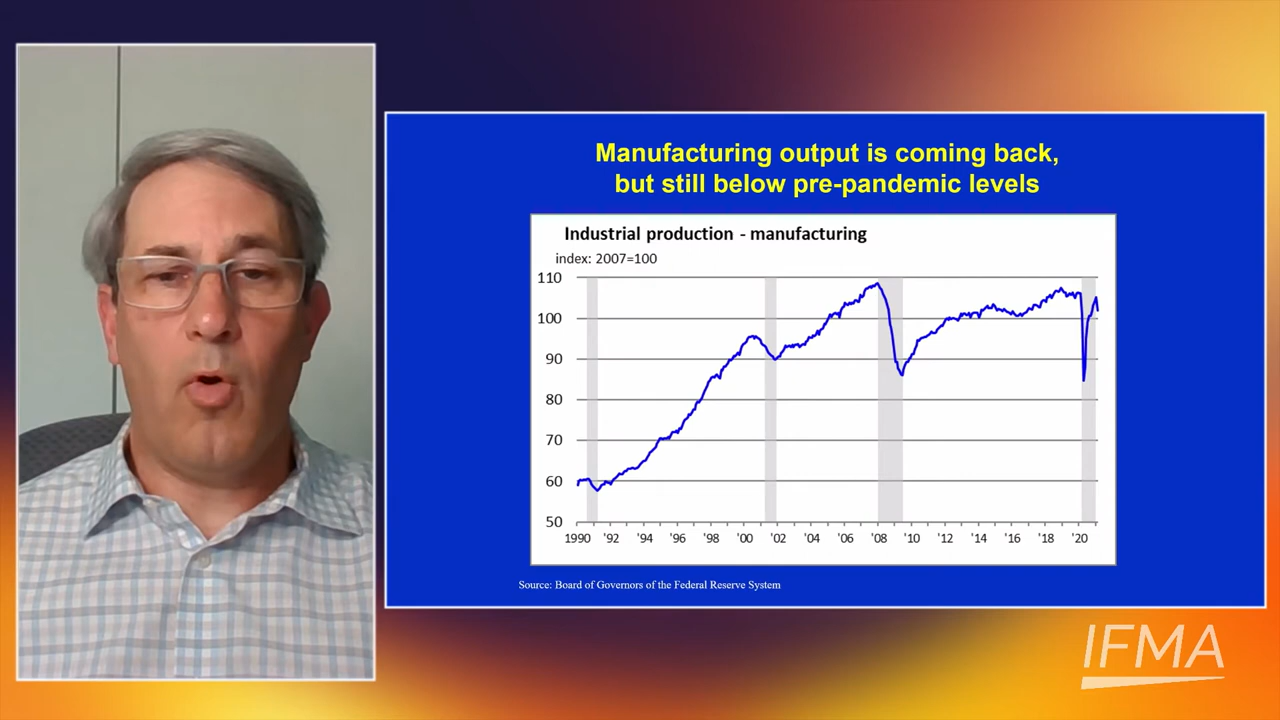 Manufacturing output is coming back,
but still below pre-pandemic levels
Industrial production - manufacturing
index: 2007=100
110
100
90
80
70
60
50
1990 '92 '94 '96 '98 '00 '02 '04 '06 '08 '10 '12 '14 '16 '18 '20
Source: Board of Governors of the Federal Reserve System
IFMA